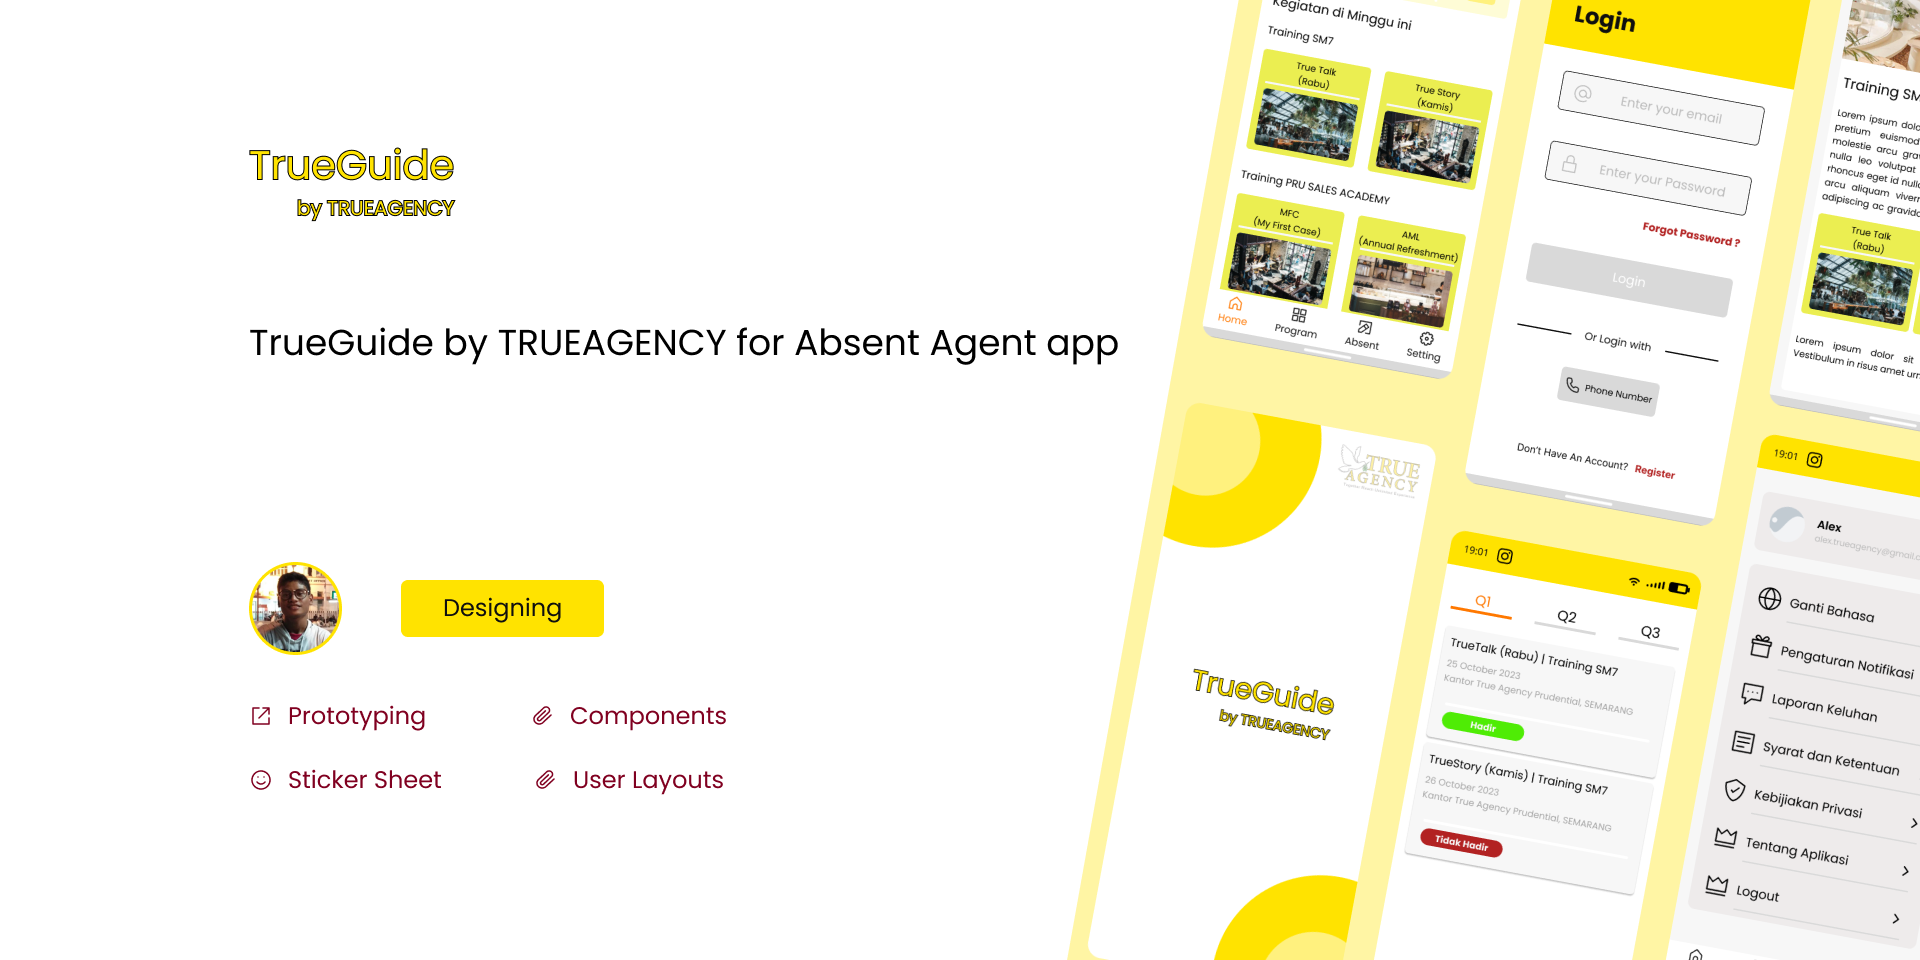 TrueGuide
by TRUEAGENCY
TrueGuide by TRUEAGENCY for Absent Agent app
Designing
Prototyping
Components
Sticker Sheet
User Layouts
Kegiatan di Minggu ini
Training SM7
True Talk
(Rabu)
True Story
(Kamis)
Training PRU SALES ACADEMY
MFC
(My First Case)
AML
(Annual Refreshment)
Home
Program
Absent
Setting
Login
Enter your email
Enter your Password
Forgot Password ?
Login
Or Login with
Phone Number
Don't Have An Account? Register
Training SM
Lorem ipsum dolo
pretium euismod
molestie arcu grav
nulla leo volutpat
rhoncus eget id null
arcu aliquam viverr
adipiscing ac gravida
True Talk
(Rabu)
Lorem ipsum dolor sit
Vestibulum in risus amet urn
TRUE
AGENCY
TrueGuide
by TRUEAGENCY
19:01
Q1
Q2
Q3
TrueTalk (Rabu) | Training SM7
25 October 2023
Kantor True Agency Prudential, SEMARANG
Hadir
TrueStory (Kamis) | Training SM7
26 October 2023
Kantor True Agency Prudential, SEMARANG
Tidak Hadir
19:01
Alex
alex.trueagency@gmail.c
Ganti Bahasa
Pengaturan Notifikasi
Laporan Keluhan
Syarat dan Ketentuan
Kebijiakan Privasi
Tentang Aplikasi
Logout